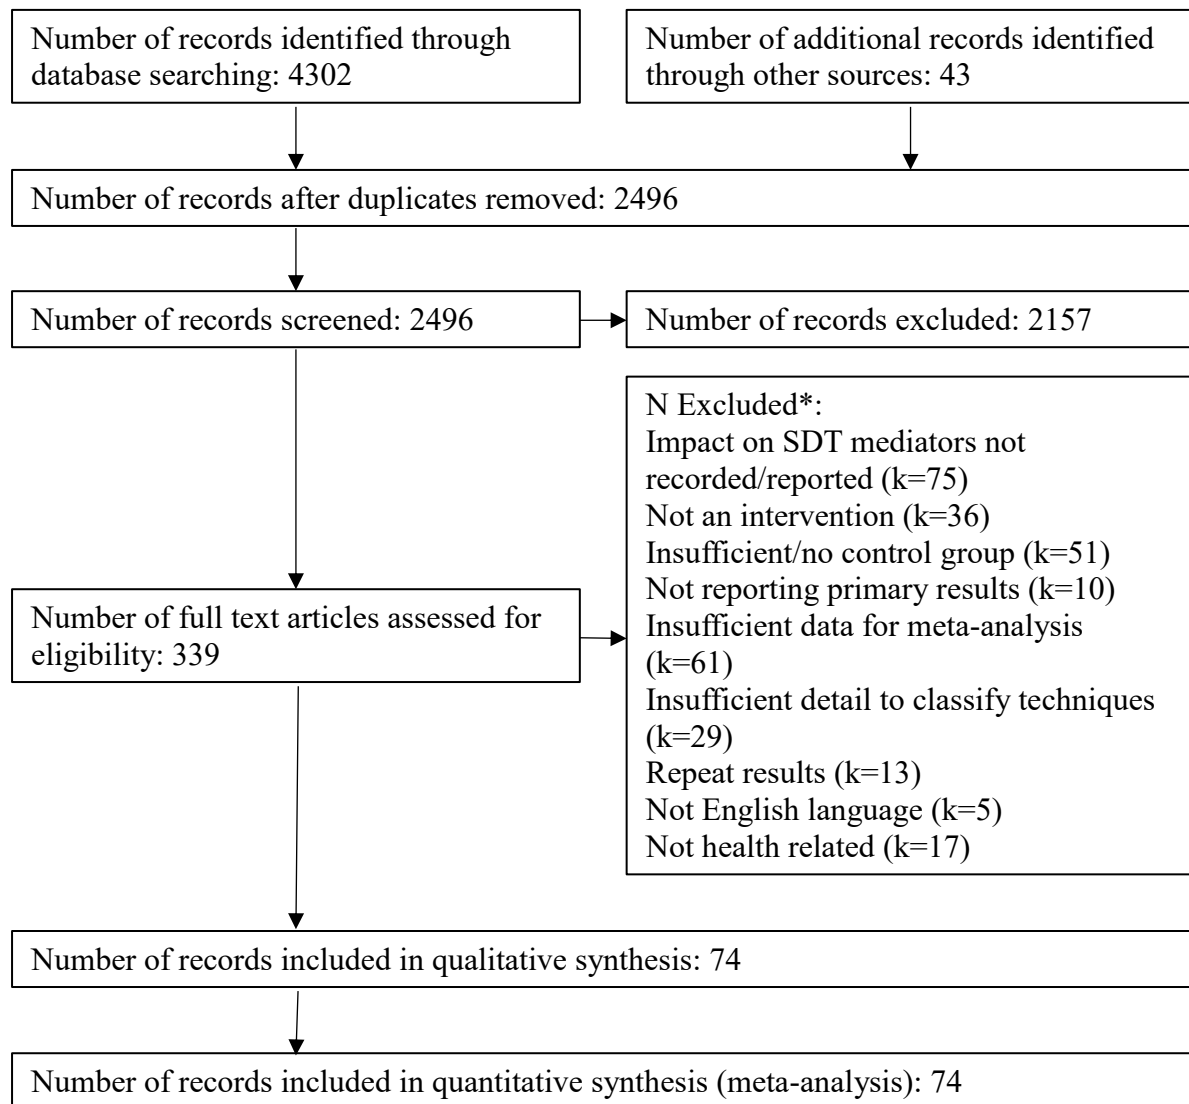 Number of records identified through
database searching: 4302
Number of additional records identified
through other sources: 43
Number of records after duplicates removed: 2496
Number of records screened: 2496
Number of records excluded: 2157
N Excluded*:
Impact on SDT mediators not
recorded/reported (k=75)
Not an intervention (k=36)
Insufficient/no control group (k=51)
Not reporting primary results (k=10)
Insufficient data for meta-analysis
(k=61)
Insufficient detail to classify techniques
(k=29)
Repeat results (k=13)
Not English language (k=5)
Not health related (k=17)
Number of full text articles assessed for
eligibility: 339
Number of records included in qualitative synthesis: 74
Number of records included in quantitative synthesis (meta-analysis): 74